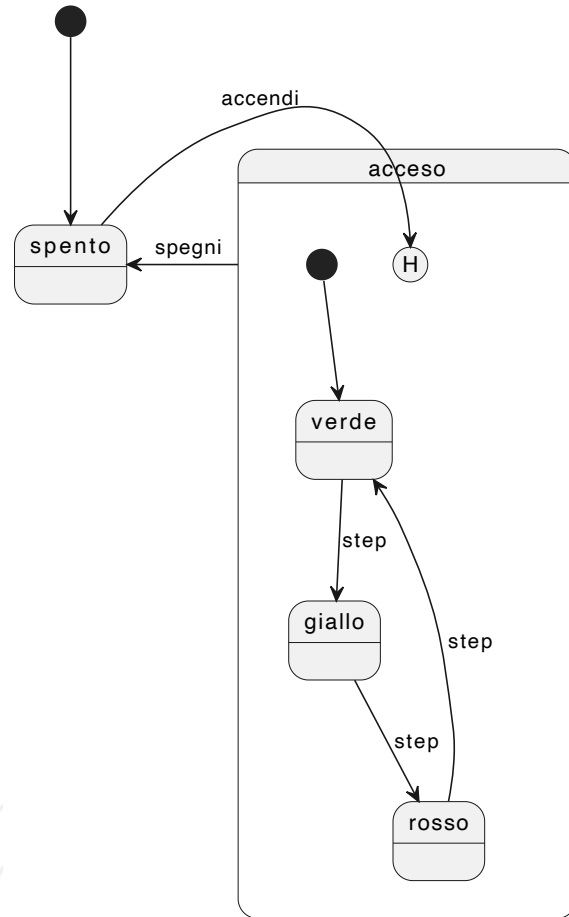 accendi
acceso
spento
spegni
H
verde
step
giallo
step
step
rosso